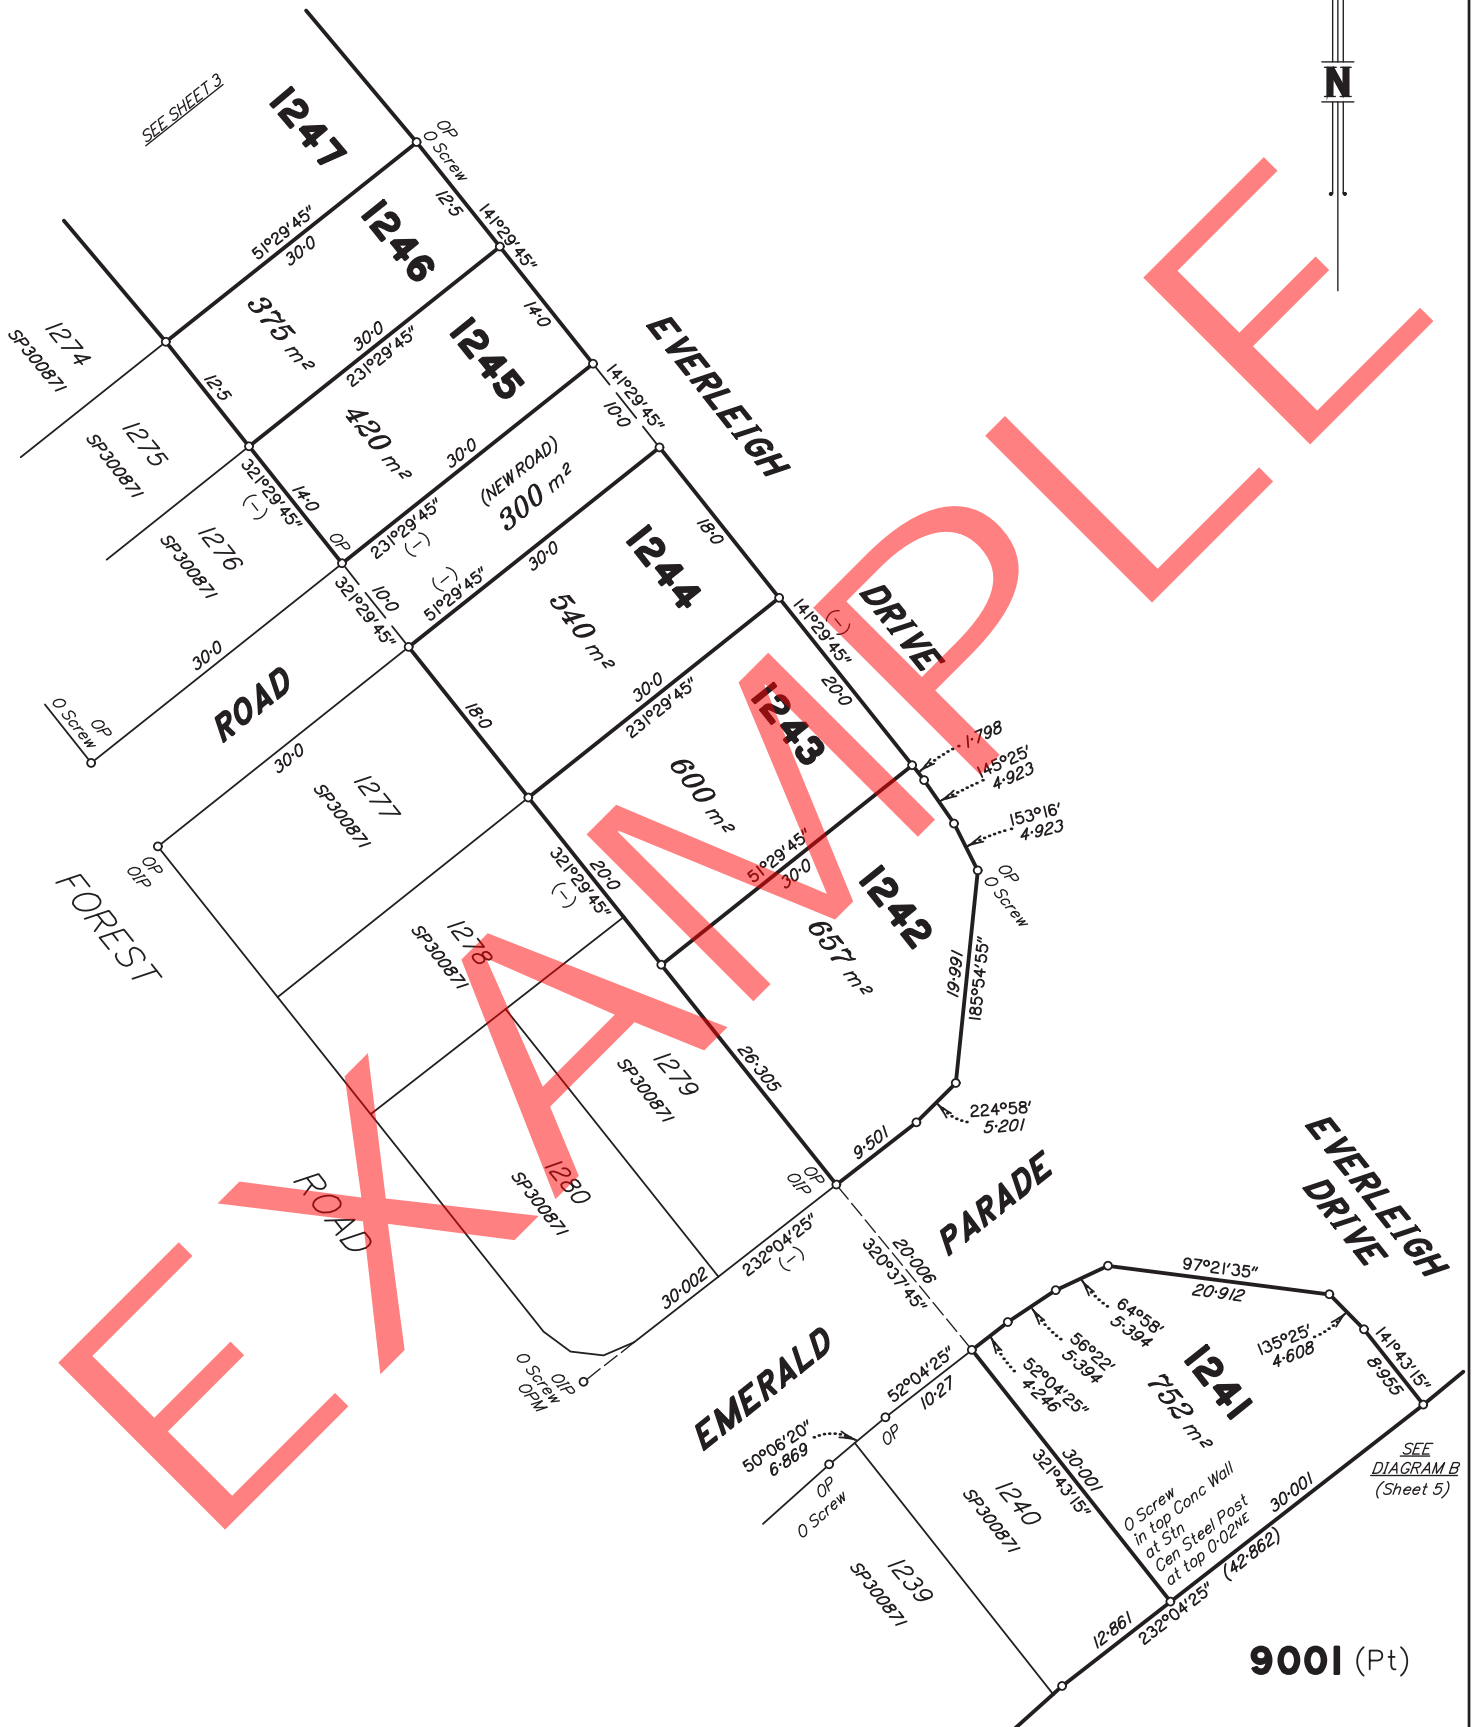 N
SEE SHEET 3
1247
OP
O Screw
12·5
141°29'45"
51°29'45"
30·0
1246
375 m²
14·0
30·0
231°29'45"
1245
EVERLEIGH
DRIVE
1274
SP300871
12·5
1275
SP300871
420 m²
141°29'45"
10·0
30·0
321°29'45"
(–)
14·0
1276
SP300871
OP
231°29'45"
(–)
(NEW ROAD)
300 m²
10·0
321°29'45"
(–)
51°29'45"
30·0
18·0
1244
540 m²
30·0
ROAD
OP
O Screw
18·0
30·0
231°29'45"
141°29'45"
(–)
20·0
1243
600 m²
30·0
1277
SP300871
1·798
145°25'
4·923
153°16'
4·923
OP
OIP
FOREST
ROAD
321°29'45"
(–)
20·0
51°29'45"
30·0
1242
657 m²
OP
O Screw
1278
SP300871
19·991
185°54'55"
1279
SP300871
26·305
224°58'
5·201
9·501
1280
SP300871
OP
OIP
PARADE
EVERLEIGH
DRIVE
232°04'25"
(–)
30·002
20·006
320°37'45"
97°21'35"
20·912
64°58'
5·394
56°22'
5·394
52°04'25"
4·246
135°25'
4·608
141°43'15"
8·955
OIP
O Screw
OPM
EMERALD
52°04'25"
10·27
OP
1241
752 m²
50°06'20"
6·869
OP
O Screw
30·001
321°43'15"
SEE
DIAGRAM B
(Sheet 5)
1240
SP300871
O Screw
in top Conc Wall
at Stn
Cen Steel Post
at top 0·02NE
30·001
(42·862)
1239
SP300871
12·861
232°04'25"
9001 (Pt)
EXAMPLE